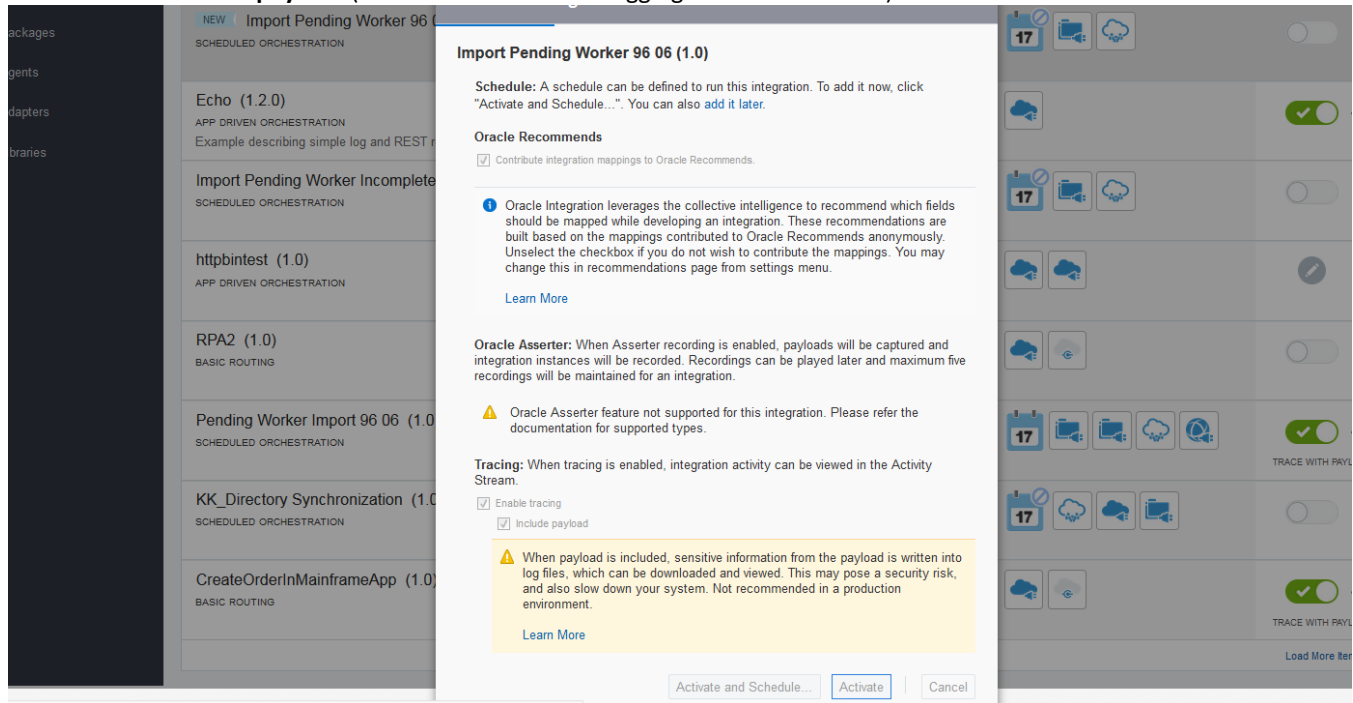 payl
ggg
ackages
gents
dapters
braries
NEW Import Pending Worker 96
SCHEDULED ORCHESTRATION
Echo (1.2.0)
APP DRIVEN ORCHESTRATION
Example describing simple log and REST r
Import Pending Worker Incomplete
SCHEDULED ORCHESTRATION
httpbintest (1.0)
APP DRIVEN ORCHESTRATION
RPA2 (1.0)
BASIC ROUTING
Pending Worker Import 96 06 (1.0
SCHEDULED ORCHESTRATION
KK_Directory Synchronization (1.0
SCHEDULED ORCHESTRATION
CreateOrderInMainframeApp (1.0)
BASIC ROUTING
Import Pending Worker 96 06 (1.0)
Schedule: A schedule can be defined to run this integration. To add it now, click
"Activate and Schedule...". You can also add it later.
Oracle Recommends
Contribute integration mappings to Oracle Recommends.
Oracle Integration leverages the collective intelligence to recommend which fields
should be mapped while developing an integration. These recommendations are
built based on the mappings contributed to Oracle Recommends anonymously.
Unselect the checkbox if you do not wish to contribute the mappings. You may
change this in recommendations page from settings menu.
Learn More
Oracle Asserter: When Asserter recording is enabled, payloads will be captured and
integration instances will be recorded. Recordings can be played later and maximum five
recordings will be maintained for an integration.
Oracle Asserter feature not supported for this integration. Please refer the
documentation for supported types.
Tracing: When tracing is enabled, integration activity can be viewed in the Activity
Stream.
Enable tracing
Include payload
When payload is included, sensitive information from the payload is written into
log files, which can be downloaded and viewed. This may pose a security risk,
and also slow down your system. Not recommended in a production
environment.
Learn More
Activate and Schedule... Activate Cancel
17
17
17
17
TRACE WITH PAYL
TRACE WITH PAYL
Load More Iter